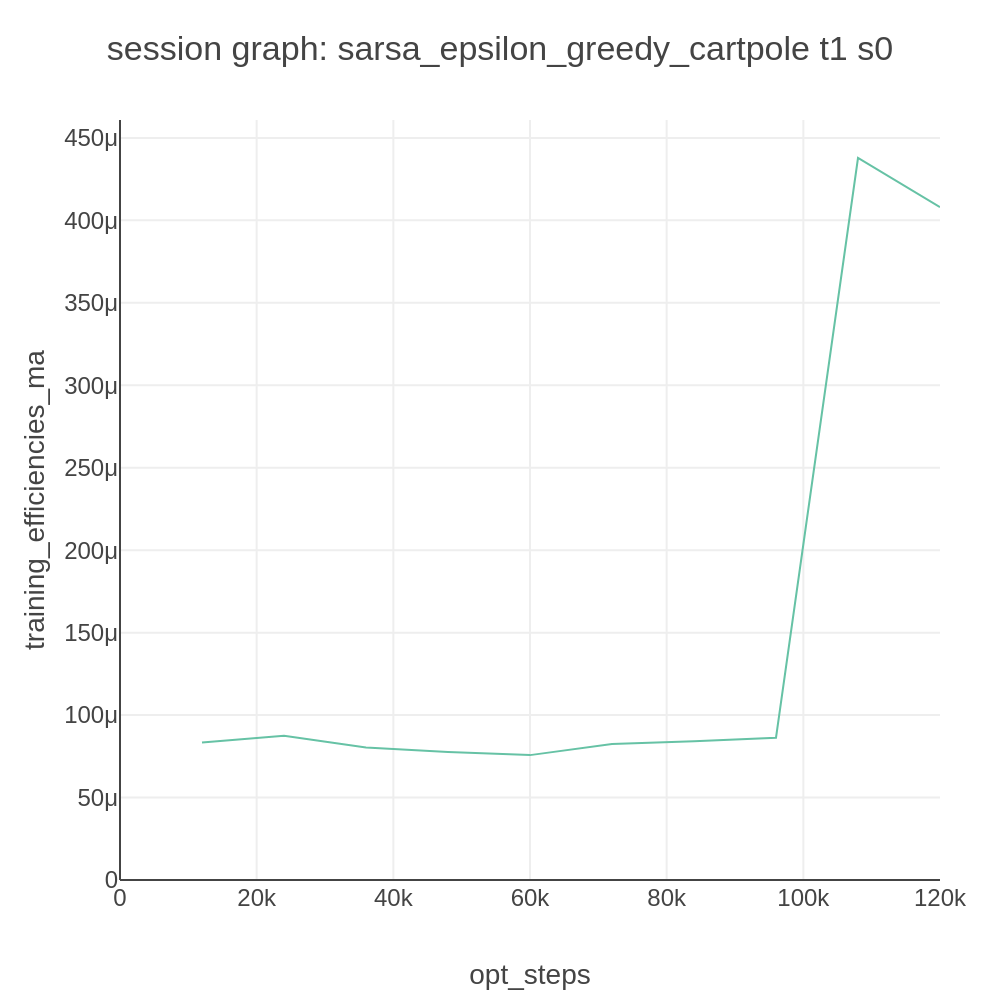 session graph: sarsa_epsilon_greedy_cartpole t1 s0
450μ
400μ
350μ
300μ
250μ
200μ
150μ
100μ
50μ
0
training_efficiencies_ma
0
20k
40k
60k
80k
100k
120k
opt_steps